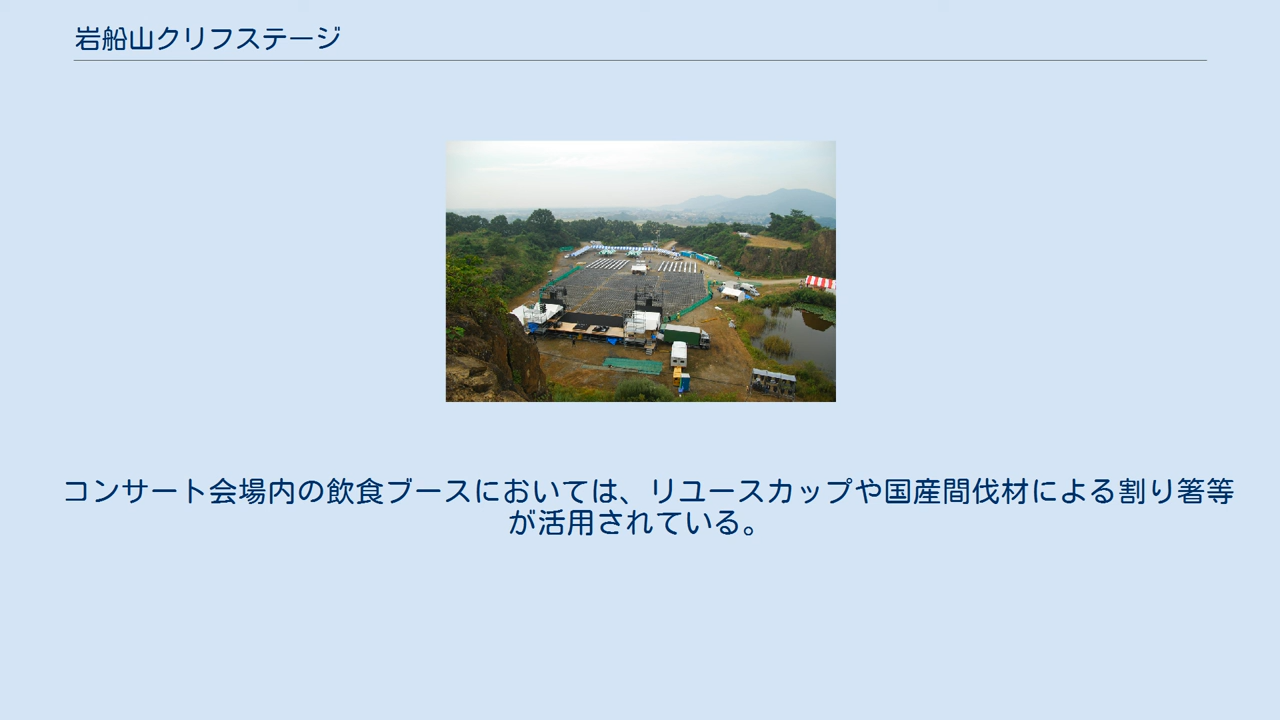 岩船山クリフステージ
コンサート会場内の飲食ブースにおいては、リユースカップや国産間伐材による割り箸等
が活用されている。